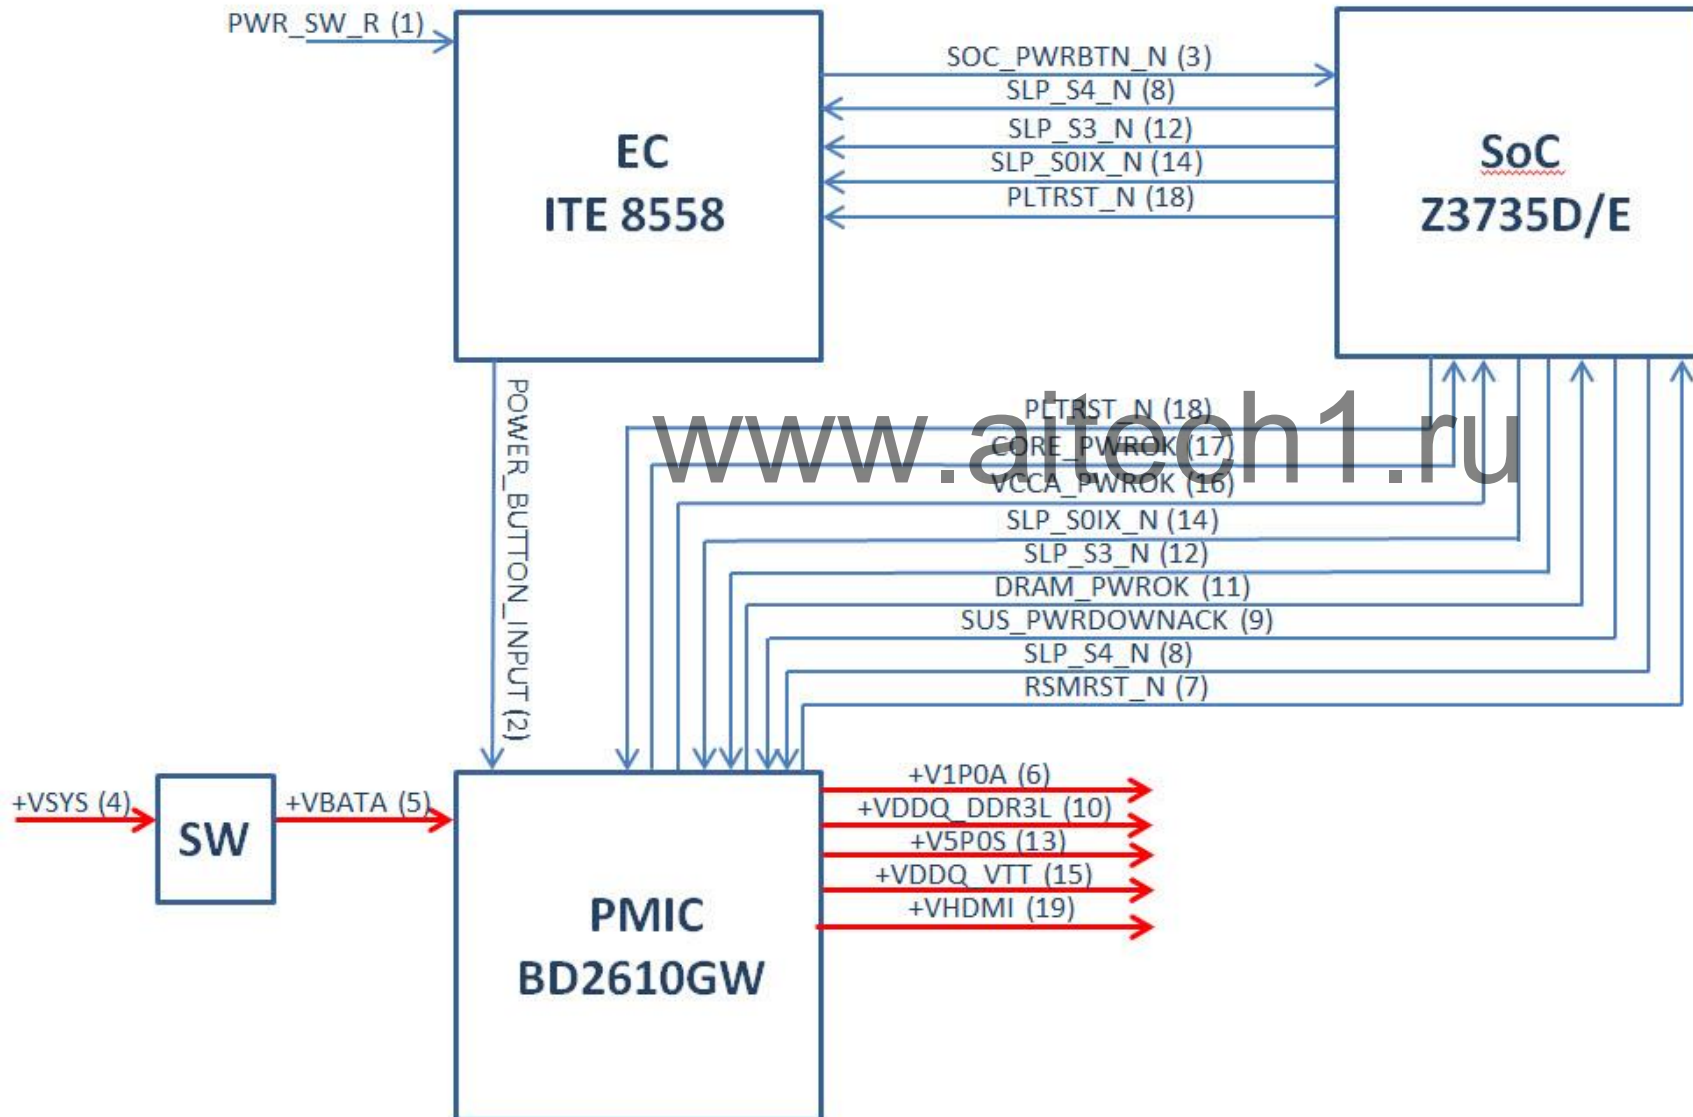 PWR_SW_R (1)
EC
ITE 8558
SOC_PWRBTN_N (3)
SLP_S4_N (8)
SLP_S3_N (12)
SLP_S0IX_N (14)
PLTRST_N (18)
SoC
Z3735D/E
POWER_BUTTON_INPUT (2)
PLTRST_N (18)
CORE_PWROK (17)
VCCA_PWROK (16)
SLP_S0IX_N (14)
SLP_S3_N (12)
DRAM_PWROK (11)
SUS_PWRDOWNACK (9)
SLP_S4_N (8)
RSMRST_N (7)
www.aitech1.ru
+VSYS (4)
SW
+VBATA (5)
PMIC
BD2610GW
+V1P0A (6)
+VDDQ_DDR3L (10)
+V5P0S (13)
+VDDQ_VTT (15)
+VHDMI (19)